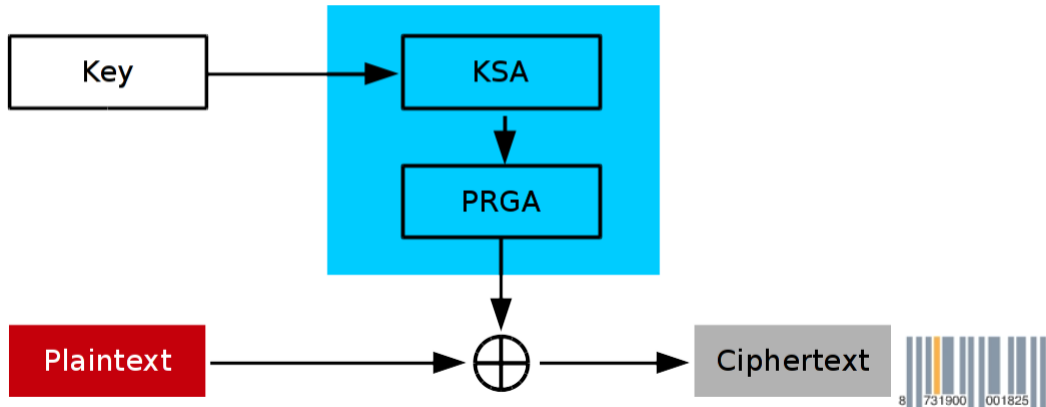 Key
KSA
PRGA
Plaintext
Ciphertext
8 731900 001825